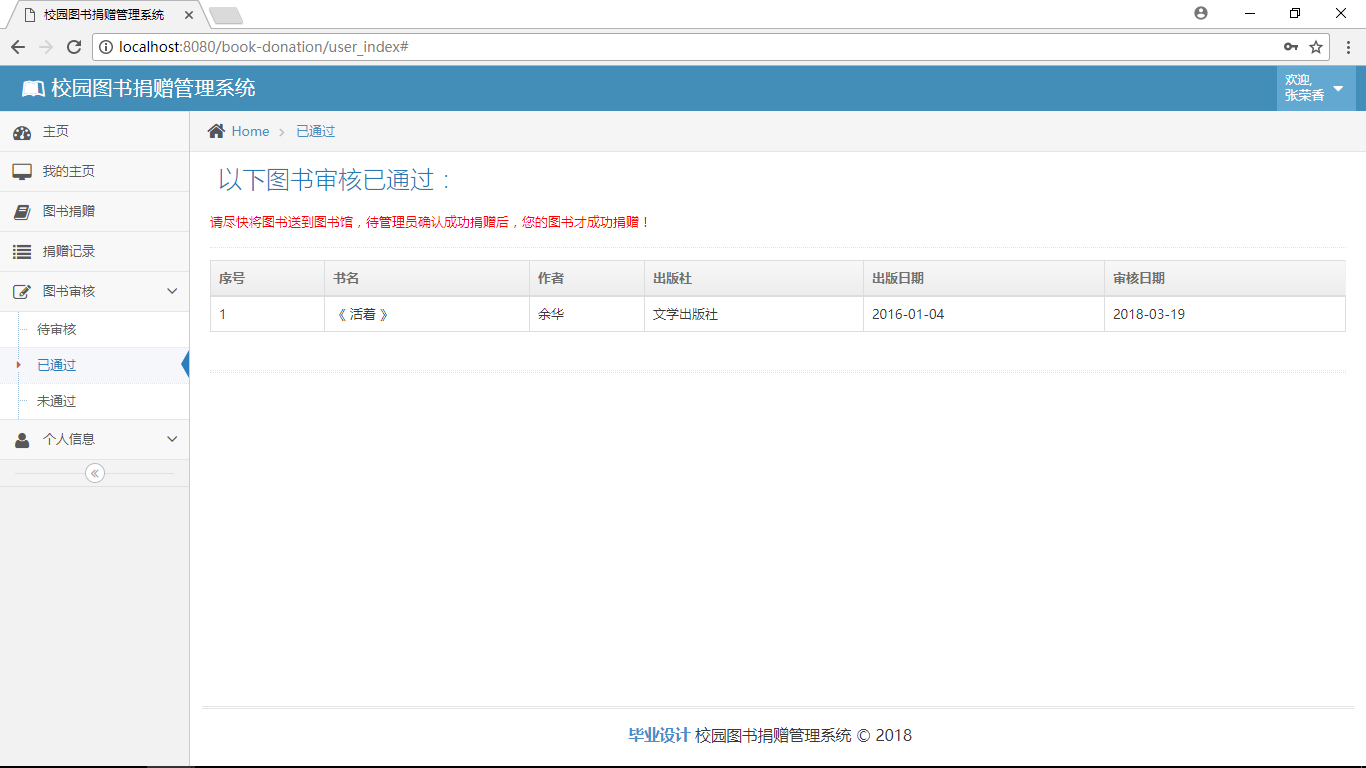 校园图书捐赠管理系统
localhost:8080/book-donation/user_index#
校园图书捐赠管理系统
欢迎,
张荣香
主页
我的主页
图书捐赠
捐赠记录
图书审核
待审核
已通过
未通过
个人信息
Home
已通过
以下图书审核已通过：
请尽快将图书送到图书馆，待管理员确认成功捐赠后，您的图书才成功捐赠！
序号 书名 作者 出版社 出版日期 审核日期
1 《 活着 》 余华 文学出版社 2016-01-04 2018-03-19
毕业设计 校园图书捐赠管理系统 © 2018